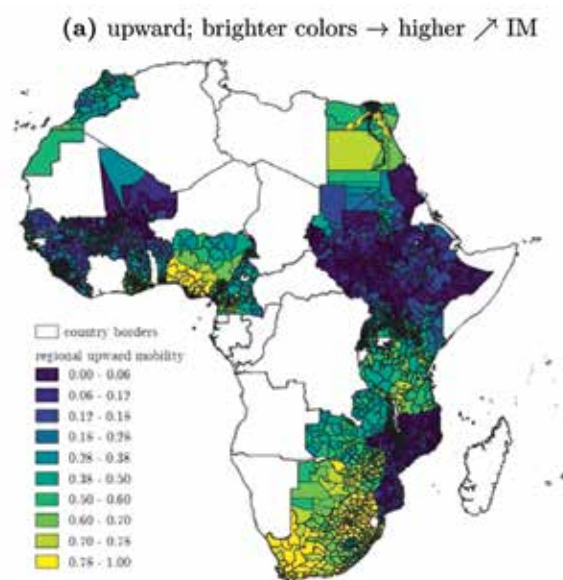 (a) upward; brighter colors → higher ↗ IM
country borders
regional upward mobility
0.00 - 0.06
0.06 - 0.12
0.12 - 0.18
0.18 - 0.28
0.28 - 0.38
0.38 - 0.50
0.50 - 0.60
0.60 - 0.70
0.70 - 0.78
0.78 - 1.00